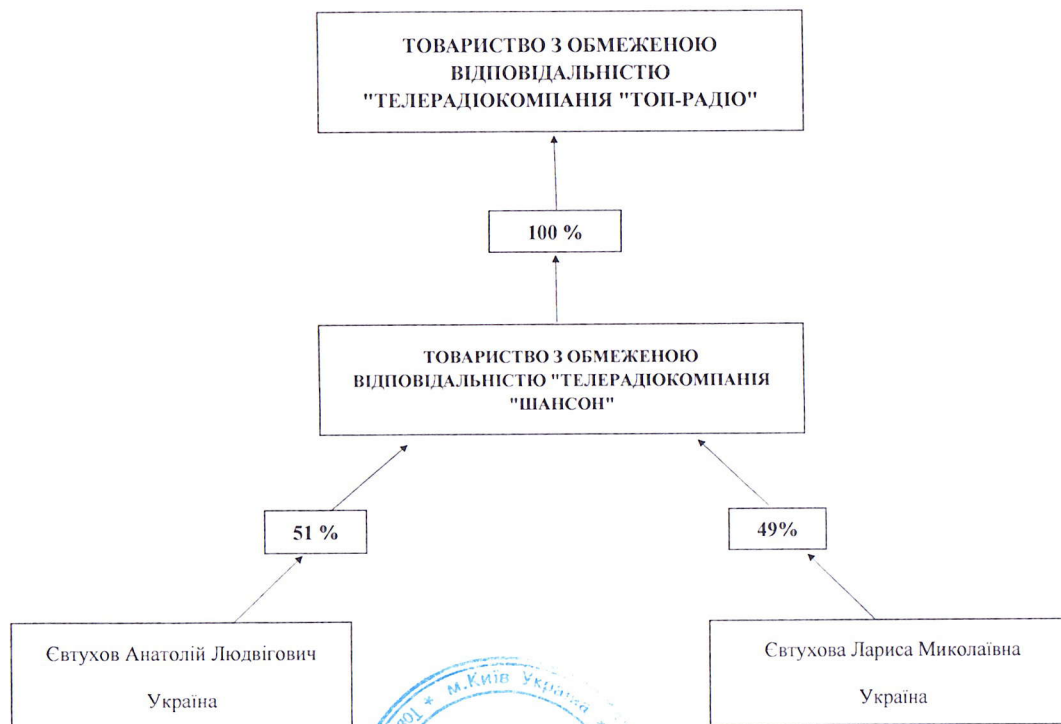 ТОВАРИСТВО З ОБМЕЖЕНОЮ
ВІДПОВІДАЛЬНІСТЮ
"ТЕЛЕРАДІОКОМПАНІЯ "ТОП-РАДІО"
100 %
ТОВАРИСТВО З ОБМЕЖЕНОЮ
ВІДПОВІДАЛЬНІСТЮ "ТЕЛЕРАДІОКОМПАНІЯ
"ШАНСОН"
51 %
49%
Євтухов Анатолій Людвігович
Україна
Євтухова Лариса Миколаївна
Україна
* м.Київ Україна *